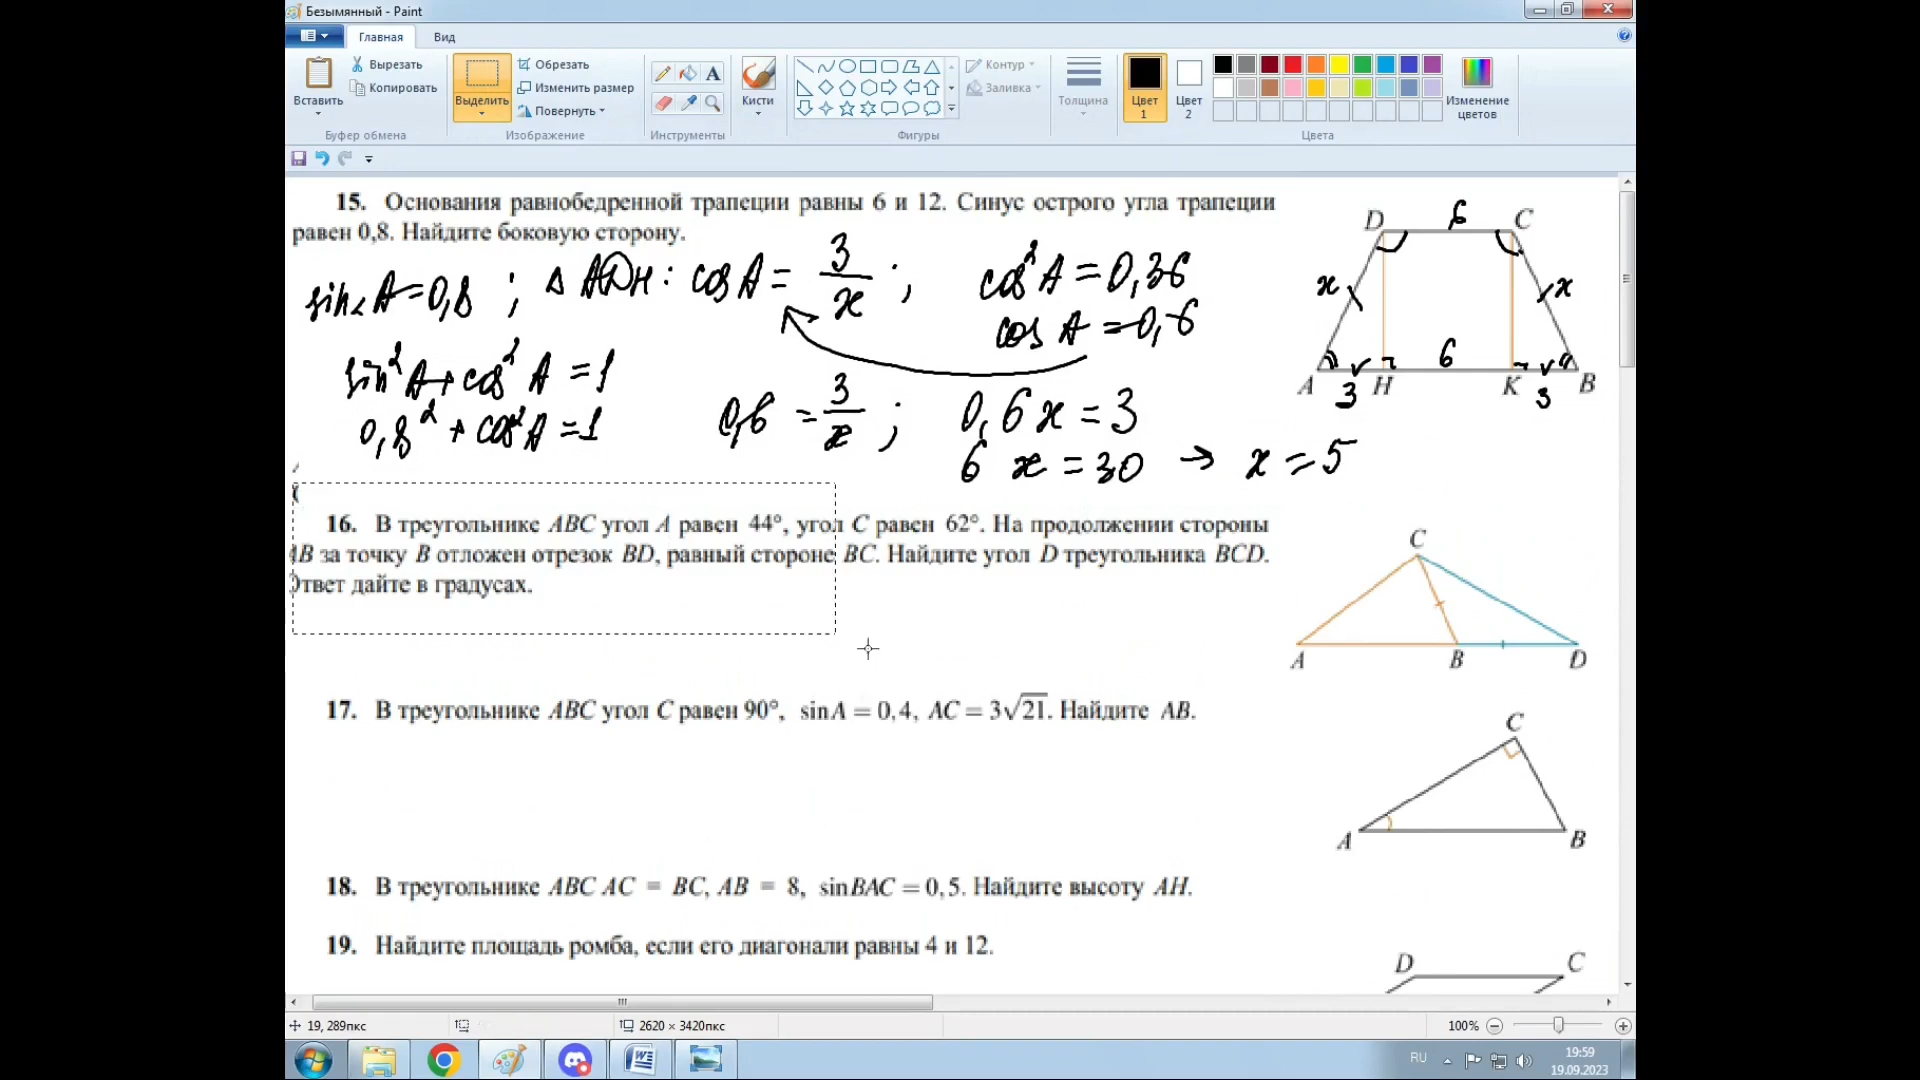 Безымянный - Paint
Главная Вид
Вставить
Вырезать
Копировать
Буфер обмена
Выделить
Обрезать
Изменить размер
Повернуть
Изображение
Инструменты
Кисти
Фигуры
Контур
Заливка
Толщина
Цвет 1
Цвет 2
Изменение цветов
Цвета
15. Основания равнобедренной трапеции равны 6 и 12. Синус острого угла трапеции
равен 0,8. Найдите боковую сторону.
sin∠A=0,8 ; △ADH: cosA = 3/x ; cos²A=0,36
cos A=0,6
sin²A+cos²A=1
0,8²+cos²A=1
0,6 = 3/x ; 0,6x=3
6 x=30 → x=5
D 6 C
x x
6
A 3 H K 3 B
16. В треугольнике ABC угол A равен 44°, угол C равен 62°. На продолжении стороны
AB за точку B отложен отрезок BD, равный стороне BC. Найдите угол D треугольника BCD.
Ответ дайте в градусах.
C
A B D
17. В треугольнике ABC угол C равен 90°, sinA = 0,4, AC = 3√21. Найдите AB.
C
A B
18. В треугольнике ABC AC = BC, AB = 8, sinBAC = 0,5. Найдите высоту AH.
19. Найдите площадь ромба, если его диагонали равны 4 и 12.
D C
19, 289пкс
2620 × 3420пкс
100%
RU
19:59
19.09.2023